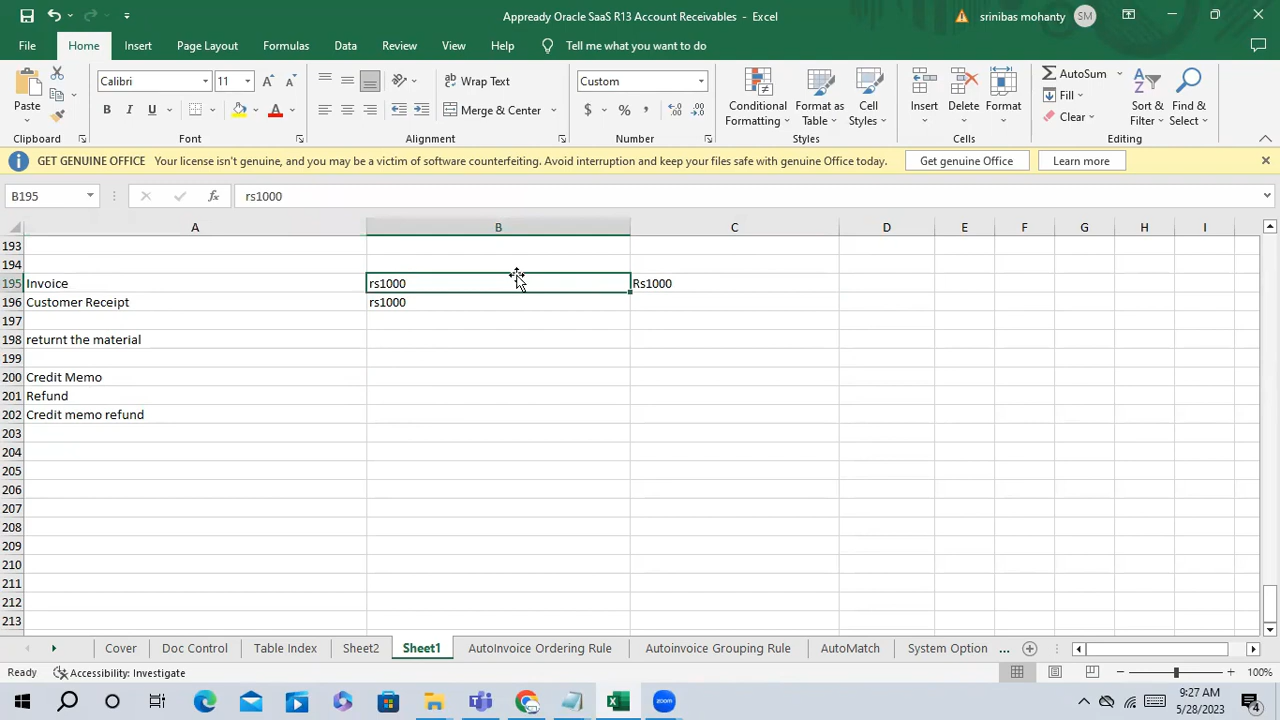 Appready Oracle SaaS R13 Account Receivables - Excel
srinibas mohanty
SM
File Home Insert Page Layout Formulas Data Review View Help Tell me what you want to do
Paste
Calibri 11
B I U
Wrap Text
Merge & Center
Custom
$ % ,
Conditional Formatting
Format as Table
Cell Styles
Insert
Delete
Format
AutoSum
Fill
Clear
Sort & Filter
Find & Select
Clipboard Font Alignment Number Styles Cells Editing
GET GENUINE OFFICE Your license isn't genuine, and you may be a victim of software counterfeiting. Avoid interruption and keep your files safe with genuine Office today. Get genuine Office Learn more
B195 fx rs1000
A B C D E F G H I
193
194
195 Invoice rs1000 Rs1000
196 Customer Receipt rs1000
197
198 returnt the material
199
200 Credit Memo
201 Refund
202 Credit memo refund
203
204
205
206
207
208
209
210
211
212
213
Cover Doc Control Table Index Sheet2 Sheet1 AutoInvoice Ordering Rule Autoinvoice Grouping Rule AutoMatch System Option ...
Ready Accessibility: Investigate 100%
zoom
9:27 AM
5/28/2023
4